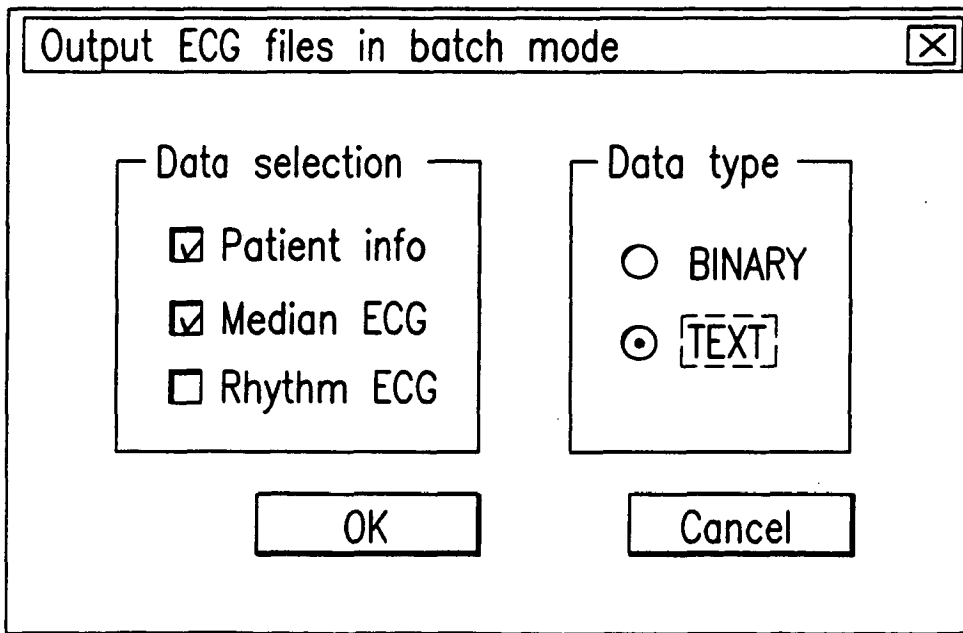 Output ECG files in batch mode
Data selection
Patient info
Median ECG
Rhythm ECG
Data type
BINARY
TEXT
OK
Cancel